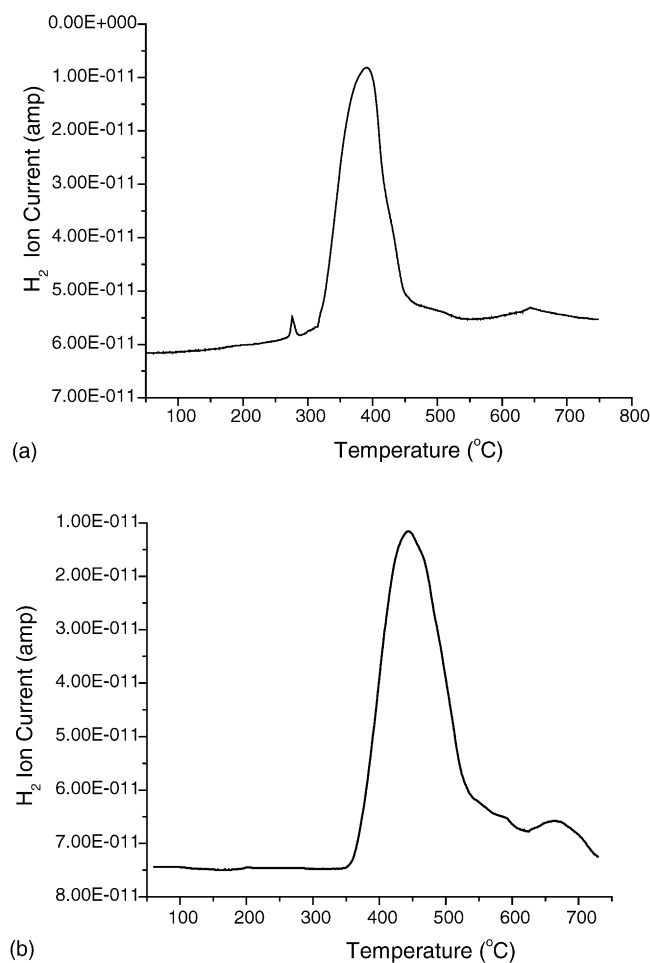 0.00E+000
1.00E-011
2.00E-011
3.00E-011
4.00E-011
5.00E-011
6.00E-011
7.00E-011
H2 Ion Current (amp)
100 200 300 400 500 600 700 800
Temperature (oC)
(a)
1.00E-011
2.00E-011
3.00E-011
4.00E-011
5.00E-011
6.00E-011
7.00E-011
8.00E-011
H2 Ion Current (amp)
100 200 300 400 500 600 700
Temperature (oC)
(b)